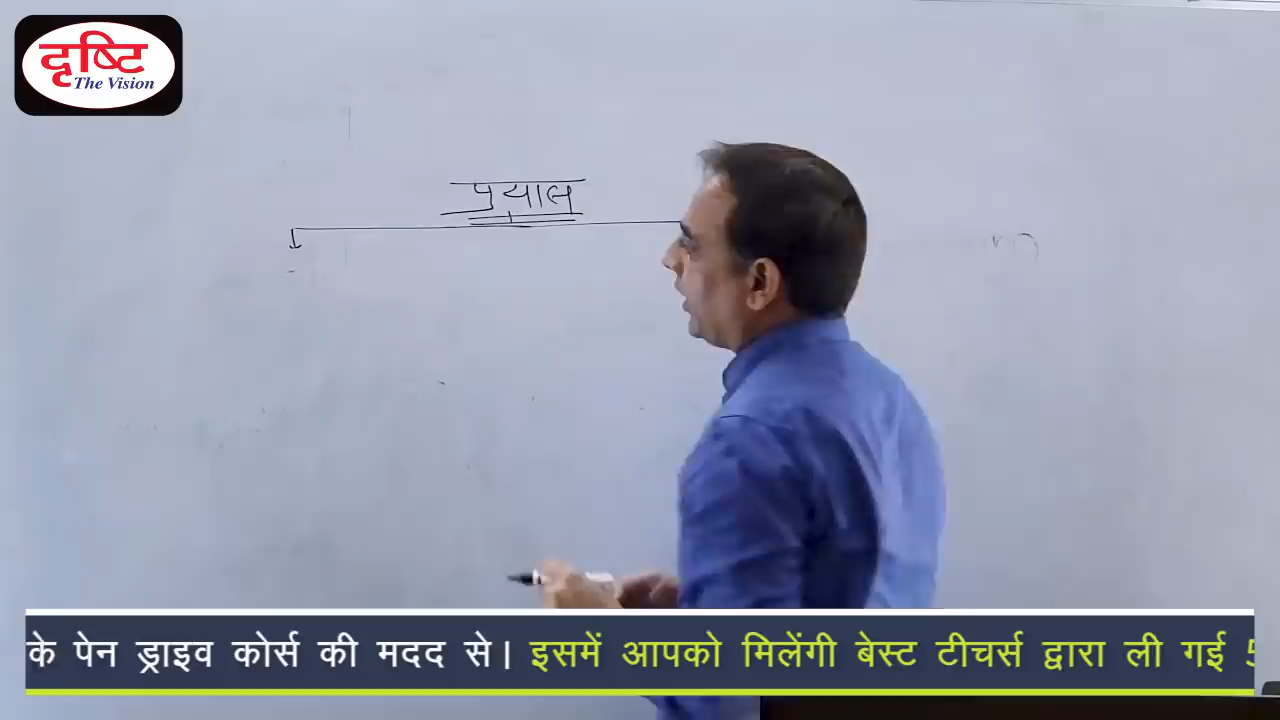 दृष्टि
The Vision
प्रयास
के पेन ड्राइव कोर्स की मदद से। इसमें आपको मिलेंगी बेस्ट टीचर्स द्वारा ली गई